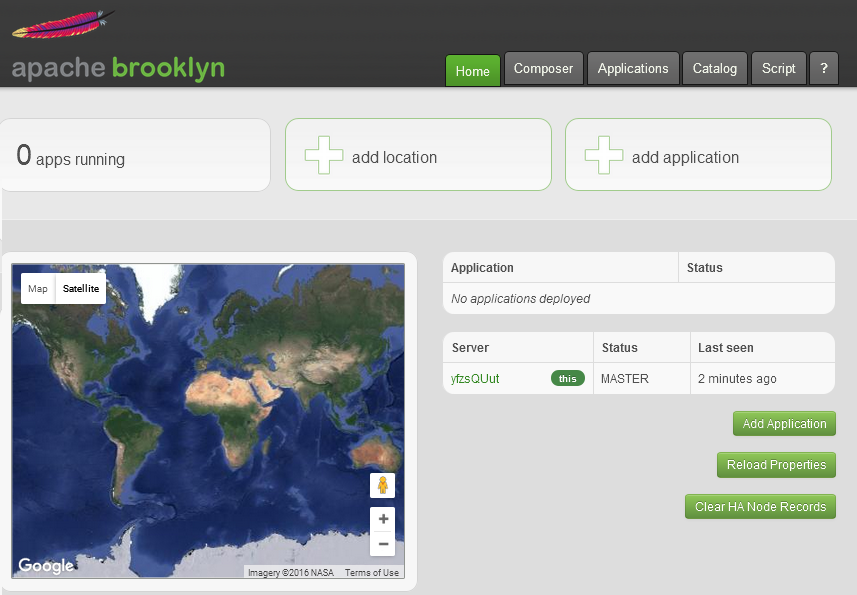 apache brooklyn
Home Composer Applications Catalog Script ?
0 apps running
add location
add application
Map Satellite
Google
Imagery ©2016 NASA Terms of Use
Application Status
No applications deployed
Server Status Last seen
yfzsQUut this MASTER 2 minutes ago
Add Application
Reload Properties
Clear HA Node Records